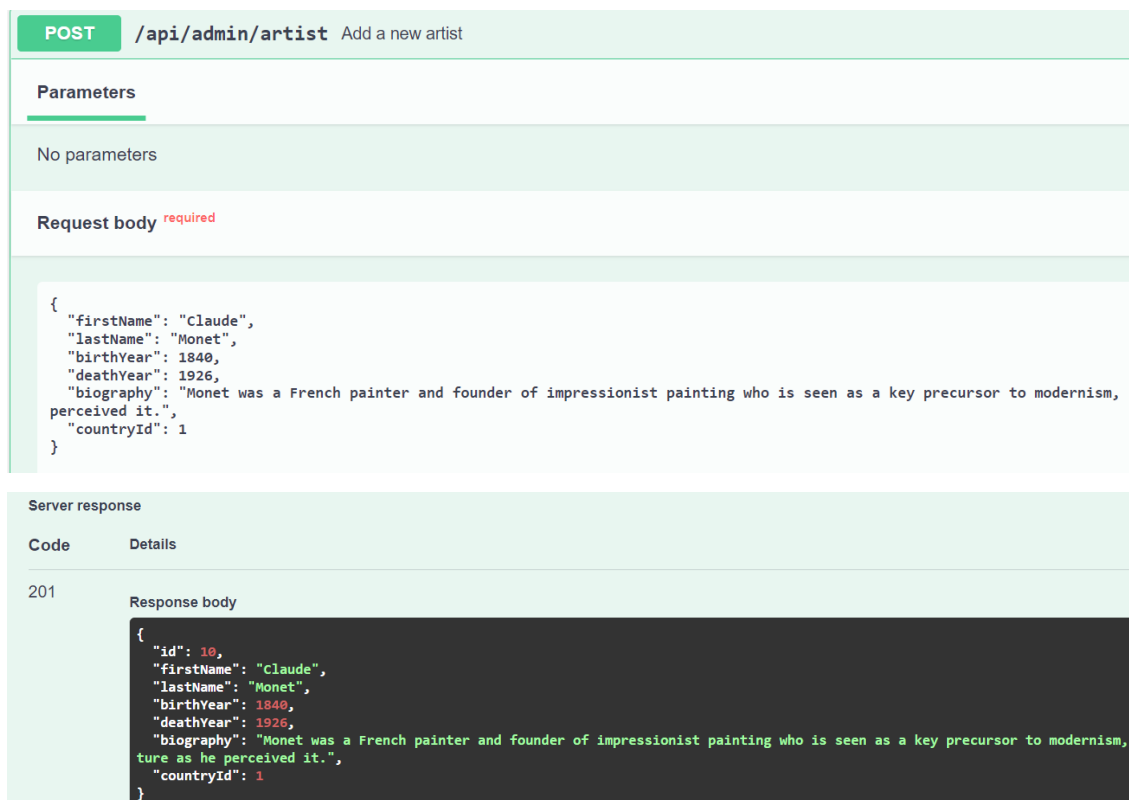 POST /api/admin/artist Add a new artist
Parameters
No parameters
Request body required
{
  "firstName": "Claude",
  "lastName": "Monet",
  "birthYear": 1840,
  "deathYear": 1926,
  "biography": "Monet was a French painter and founder of impressionist painting who is seen as a key precursor to modernism,
perceived it.",
  "countryId": 1
}
Server response
Code Details
201
Response body
{
  "id": 10,
  "firstName": "Claude",
  "lastName": "Monet",
  "birthYear": 1840,
  "deathYear": 1926,
  "biography": "Monet was a French painter and founder of impressionist painting who is seen as a key precursor to modernism,
ture as he perceived it.",
  "countryId": 1
}